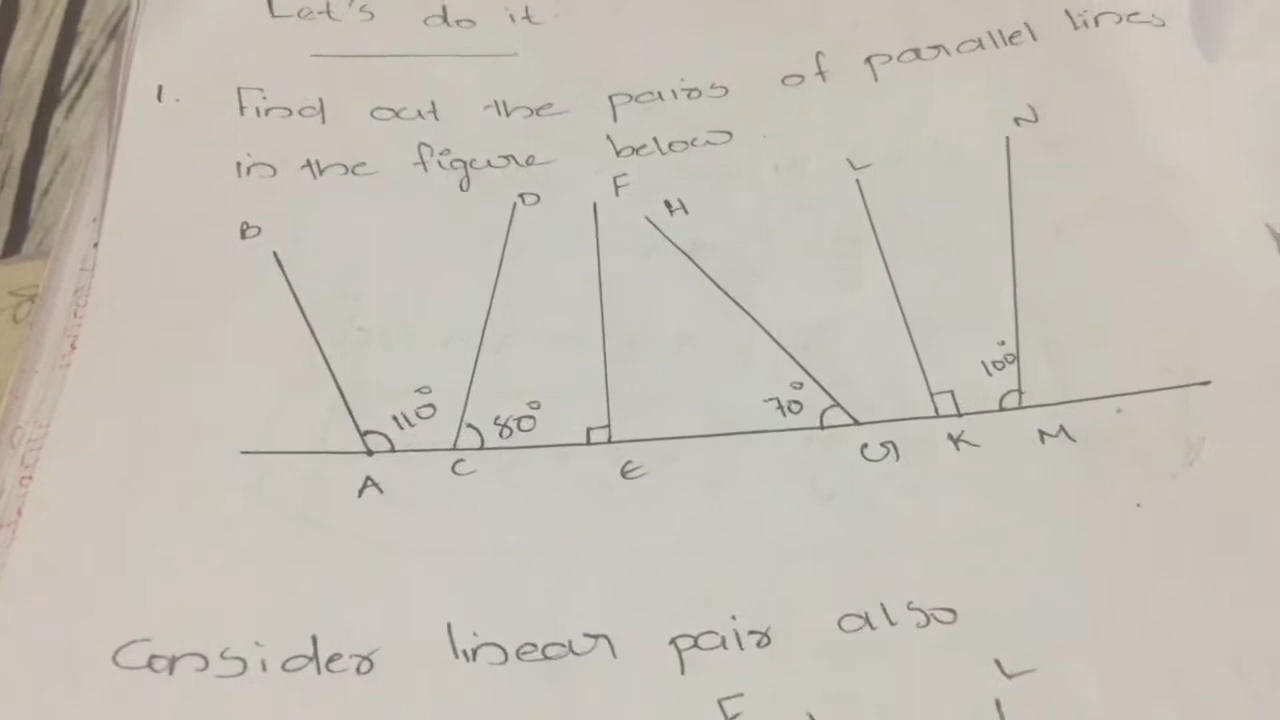 Let's do it
1. Find out the pairs of parallel lines
in the figure below
B D F H L N
110° 80° 70° 100°
A C E G K M
Consider linear pair also
F L